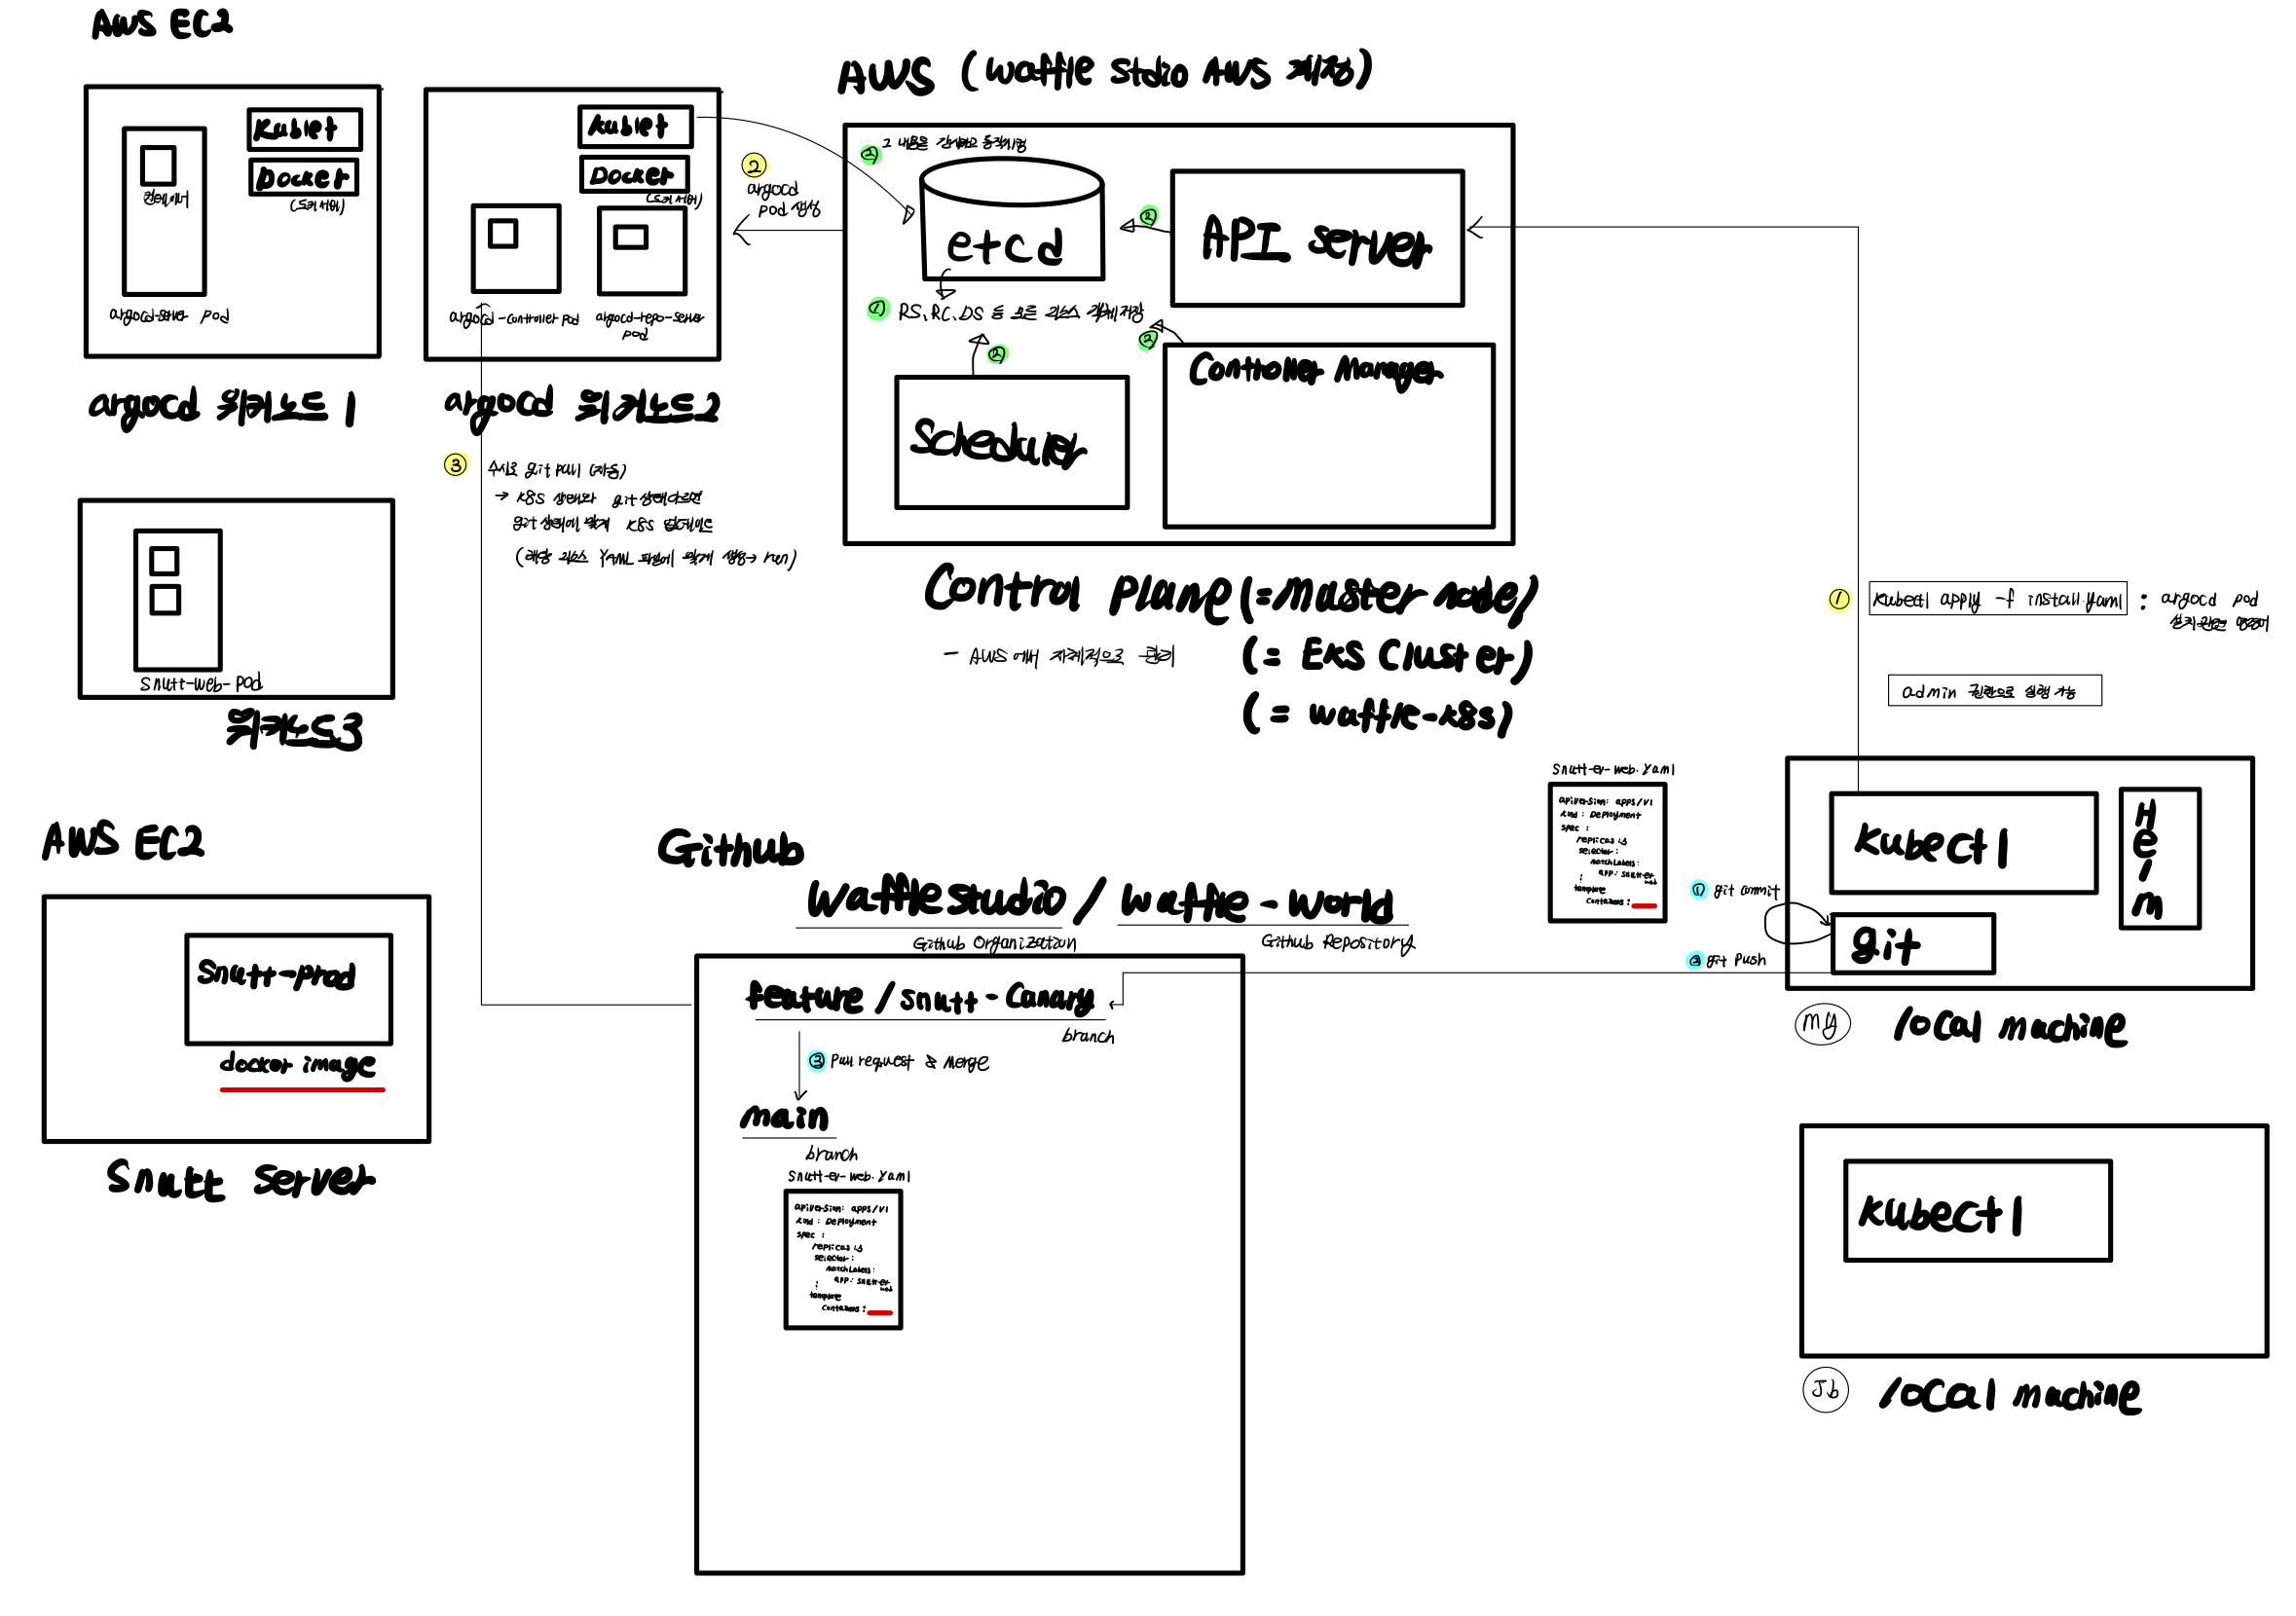 AWS EC2
Kublet
Docker
(도커 서버)
컨테이너
argocd-server pod
argocd 워커노드 1
Kublet
Docker
(도커 서버)
argocd-controller pod
argocd-repo-server
pod
argocd 워커노드2
②
argocd
pod 생성
③ 수시로 git pull (자동)
→ k8s 상태와 git 상태 다르면
git 상태에 맞게 k8s 업데이트
(해당 리소스 YAML 파일에 맞게 생성 → run)
AWS (waffle stdio AWS 계정)
② 그 내용을 감시하고 동작시킴
etcd
② API server
① RS, RC, DS 등 모든 리소스 객체 저장
②
②
Scheduler
Controller Manager
Control Plane (= Master node)
(= EKS Cluster)
(= waffle-k8s)
- AWS 에서 자체적으로 관리
① kubectl apply -f install.yaml : argocd pod
admin 권한으로 실행 가능
snutt-web-pod
워커노드3
AWS EC2
Snutt-prod
docker image
Snutt Server
Github
Wafflestudio / waffle-world
Github Organization
Github Repository
feature / snutt-canary
branch
③ Pull request & Merge
main
branch
Snutt-ev-web.yaml
apiversion: apps/v1
kind : Deployment
spec :
replicas :3
selector :
matchLabels :
app : snutt-ev-
web
:
template
Containers :
Snutt-ev-web.yaml
apiversion: apps/v1
kind : Deployment
spec :
replicas :3
selector :
matchLabels :
app : snutt-ev-
web
:
template
Containers :
Kubectl
Helm
① git commit
git
② git push
MY local machine
Kubectl
Jb local machine